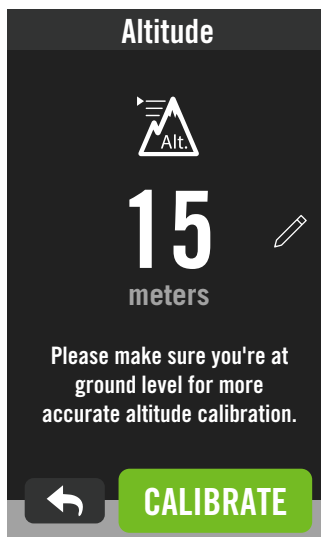 Altitude
Alt.
15
meters
Please make sure you're at
ground level for more
accurate altitude calibration.
CALIBRATE